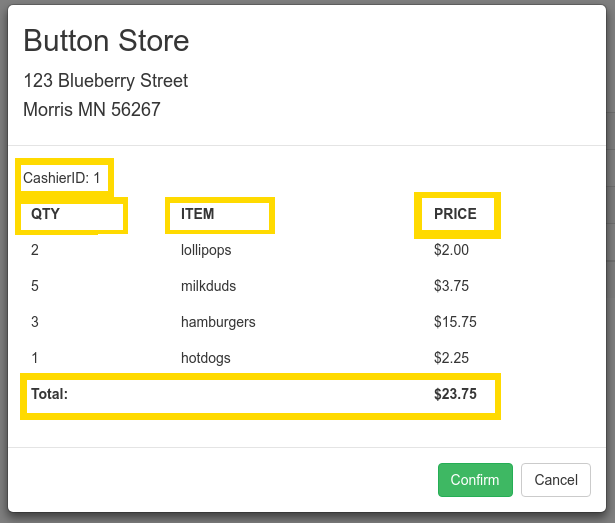 Button Store
123 Blueberry Street
Morris MN 56267
CashierID: 1
QTY ITEM PRICE
2 lollipops $2.00
5 milkduds $3.75
3 hamburgers $15.75
1 hotdogs $2.25
Total: $23.75
Confirm Cancel